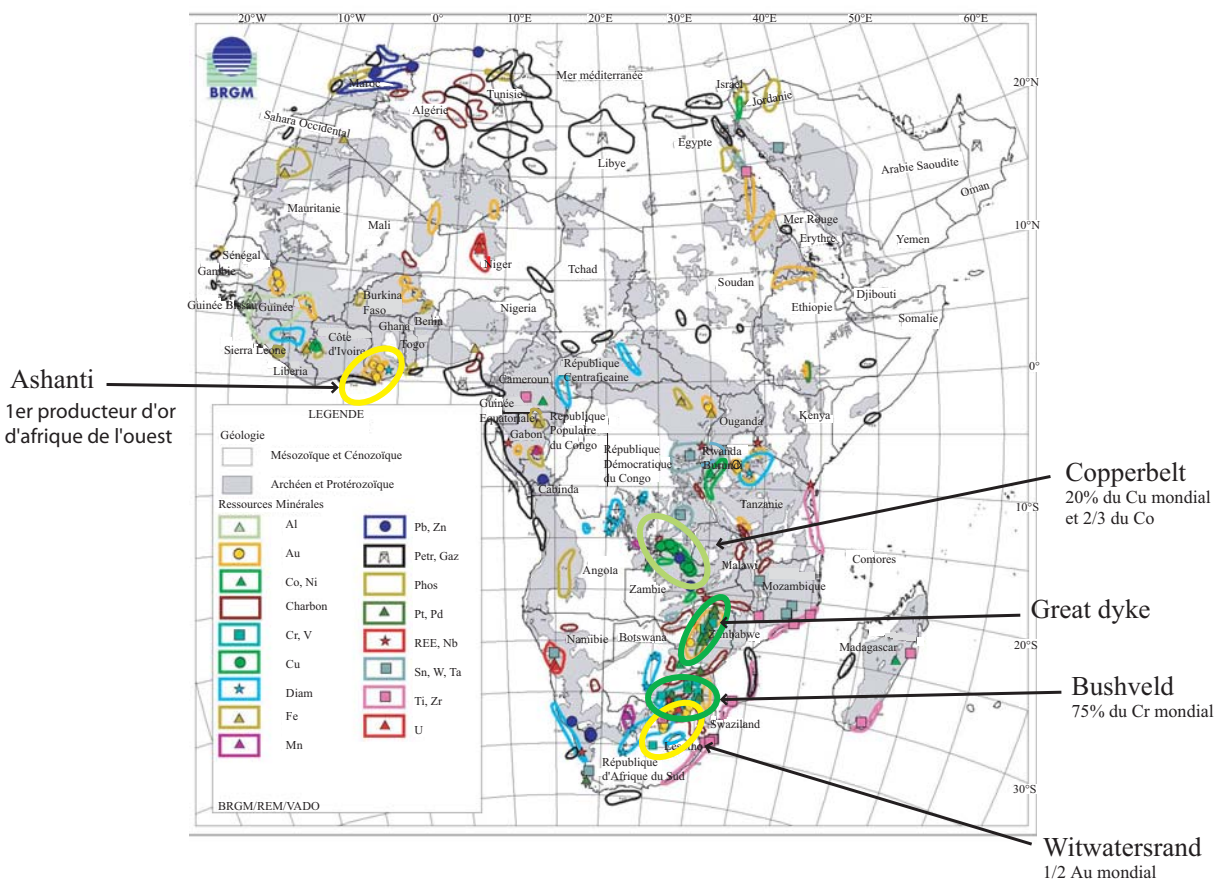 20°W
10°W
0°
10°E
20°E
30°E
40°E
50°E
60°E
BRGM
Mer méditerranée
20°N
Maroc
Tunisie
Israel
Jordanie
Algérie
Sahara Occidental
Libye
Egypte
Arabie Saoudite
Oman
Mauritanie
Mali
Mer Rouge
Erythre
Yemen
10°N
Sénégal
Gambie
Niger
Tchad
Soudan
Djibouti
Guinée Bissau
Guinée
Burkina
Faso
Benin
Nigeria
Ethiopie
Somalie
Ghana
Togo
Côte
d'Ivoire
Sierra Leone
Liberia
0°
République
Centraficaine
Cameroun
Ashanti
1er producteur d'or
d'afrique de l'ouest
Guinée
Equatoriale
Gabon
République
Populaire
du Congo
Ouganda
Kenya
République
Démocratique
du Congo
Rwanda
Burundi
Cabinda
Tanzanie
10°S
Copperbelt
20% du Cu mondial
et 2/3 du Co
Angola
Malawi
Comores
Zambie
Mozambique
Great dyke
Namibie
Botswana
Zimbabwe
Madagascar
20°S
Bushveld
75% du Cr mondial
Swaziland
Lesotho
République
d'Afrique du Sud
30°S
Witwatersrand
1/2 Au mondial
LEGENDE
Géologie
Mésozoïque et Cénozoïque
Archéen et Protérozoïque
Ressources Minérales
Al
Au
Co, Ni
Charbon
Cr, V
Cu
Diam
Fe
Mn
Pb, Zn
Petr, Gaz
Phos
Pt, Pd
REE, Nb
Sn, W, Ta
Ti, Zr
U
BRGM/REM/VADO